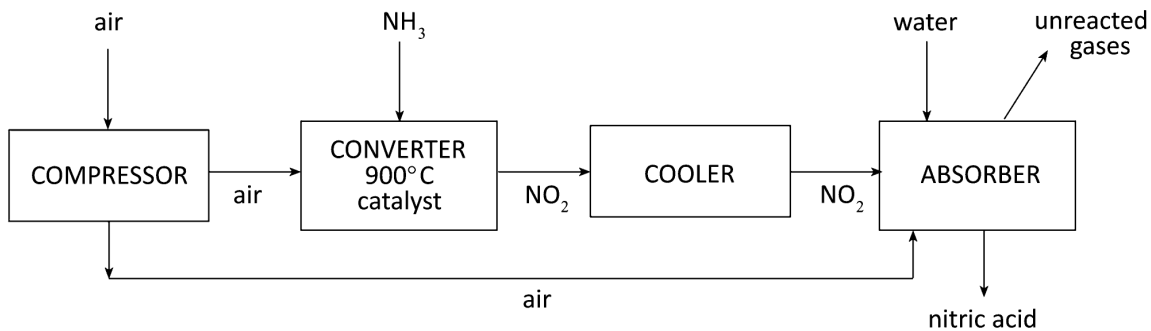 air
NH₃
water
unreacted
gases
COMPRESSOR
air
CONVERTER
900°C
catalyst
NO₂
COOLER
NO₂
ABSORBER
air
nitric acid